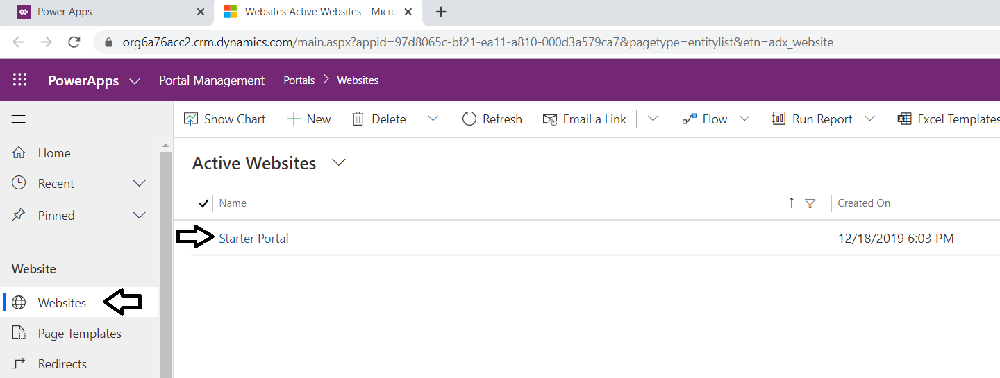 Power Apps
Websites Active Websites - Micro
org6a76acc2.crm.dynamics.com/main.aspx?appid=97d8065c-bf21-ea11-a810-000d3a579ca7&pagetype=entitylist&etn=adx_website
PowerApps Portal Management Portals > Websites
Show Chart New Delete Refresh Email a Link Flow Run Report Excel Templates
Home
Recent
Pinned
Website
Websites
Page Templates
Redirects
Active Websites
Name Created On
Starter Portal 12/18/2019 6:03 PM